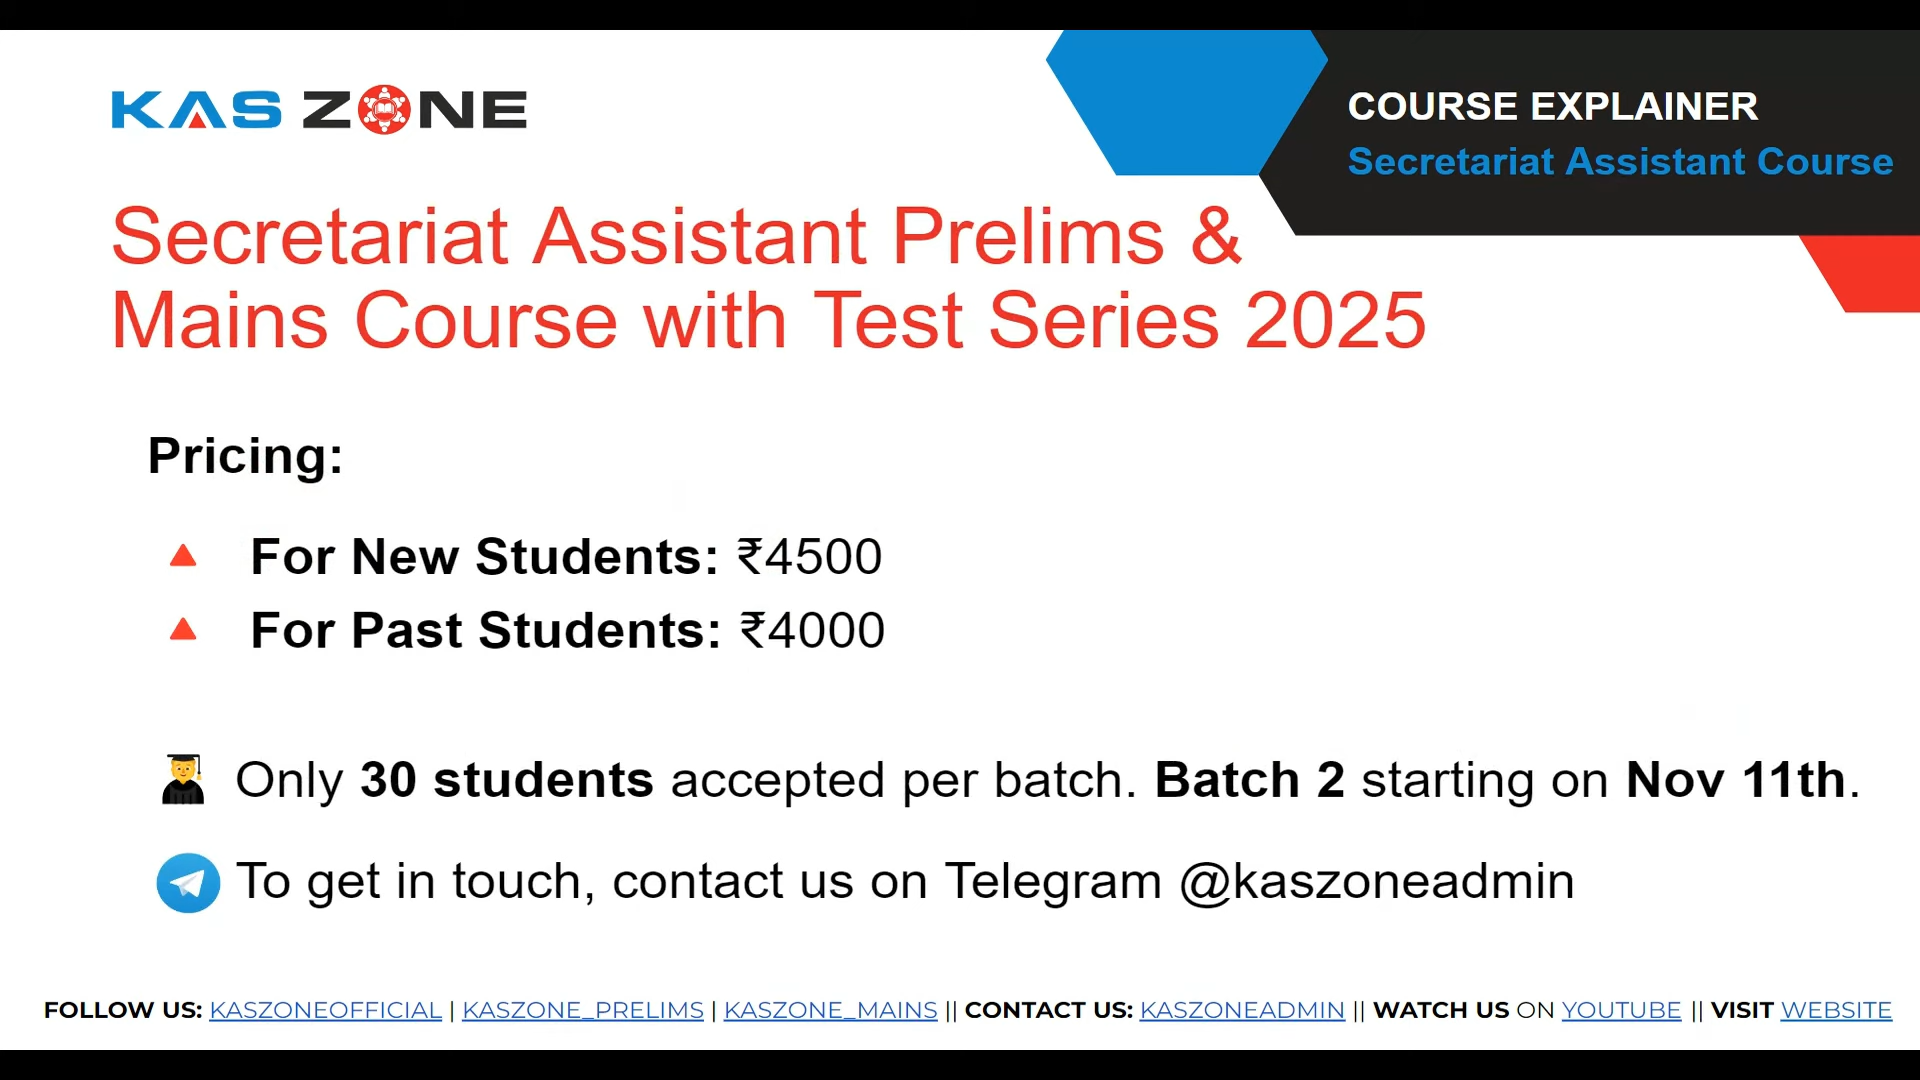 KAS ZONE
COURSE EXPLAINER
Secretariat Assistant Course
Secretariat Assistant Prelims &
Mains Course with Test Series 2025
Pricing:
For New Students: ₹4500
For Past Students: ₹4000
Only 30 students accepted per batch. Batch 2 starting on Nov 11th.
To get in touch, contact us on Telegram @kaszoneadmin
FOLLOW US: KASZONEOFFICIAL | KASZONE_PRELIMS | KASZONE_MAINS || CONTACT US: KASZONEADMIN || WATCH US ON YOUTUBE || VISIT WEBSITE